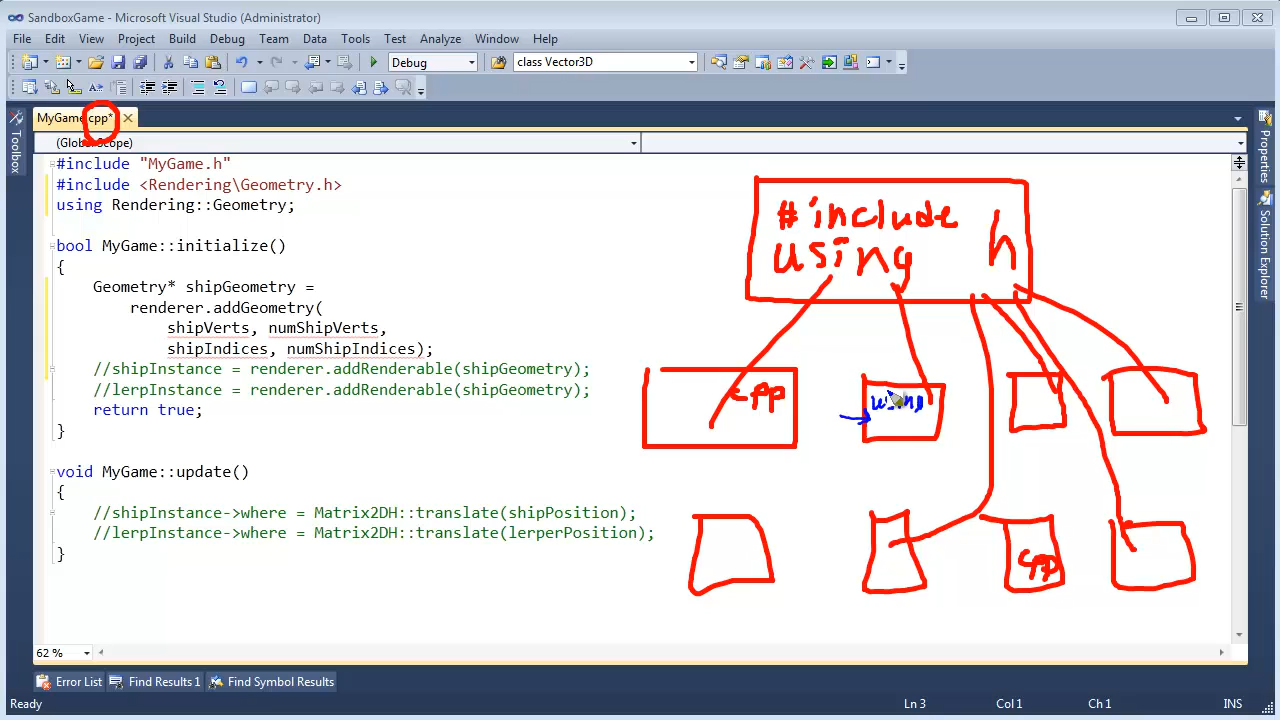 SandboxGame - Microsoft Visual Studio (Administrator)
File Edit View Project Build Debug Team Data Tools Test Analyze Window Help
Debug class Vector3D
MyGame.cpp*
(Global Scope)
Toolbox
Properties
Solution Explorer
#include "MyGame.h"
#include <Rendering\Geometry.h>
using Rendering::Geometry;
bool MyGame::initialize()
{
Geometry* shipGeometry =
renderer.addGeometry(
shipVerts, numShipVerts,
shipIndices, numShipIndices);
//shipInstance = renderer.addRenderable(shipGeometry);
//lerpInstance = renderer.addRenderable(shipGeometry);
return true;
}
void MyGame::update()
{
//shipInstance->where = Matrix2DH::translate(shipPosition);
//lerpInstance->where = Matrix2DH::translate(lerperPosition);
}
#include
using h
cpp
using
cpp
62 %
Error List Find Results 1 Find Symbol Results
Ready Ln 3 Col 1 Ch 1 INS